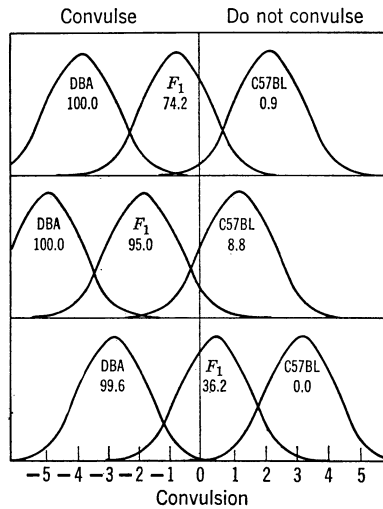 Convulse Do not convulse
DBA F1 C57BL
100.0 74.2 0.9
DBA F1 C57BL
100.0 95.0 8.8
DBA F1 C57BL
99.6 36.2 0.0
−5 −4 −3 −2 −1 0 1 2 3 4 5
Convulsion